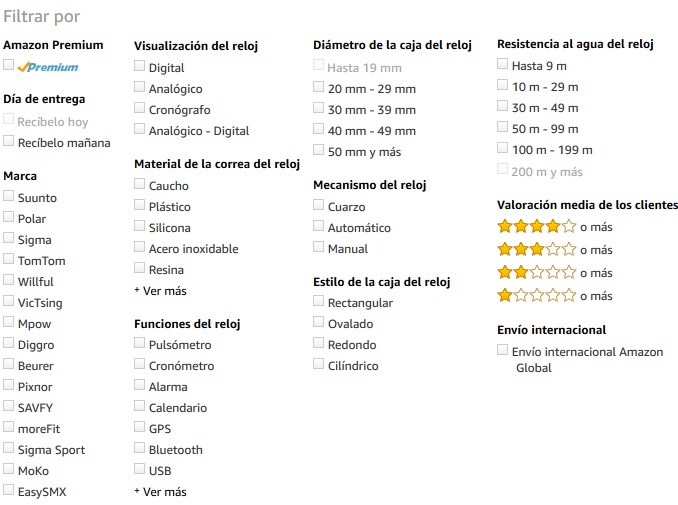 Filtrar por
Amazon Premium
Premium
Día de entrega
Recíbelo hoy
Recíbelo mañana
Marca
Suunto
Polar
Sigma
TomTom
Willful
VicTsing
Mpow
Diggro
Beurer
Pixnor
SAVFY
moreFit
Sigma Sport
MoKo
EasySMX
Visualización del reloj
Digital
Analógico
Cronógrafo
Analógico - Digital
Material de la correa del reloj
Caucho
Plástico
Silicona
Acero inoxidable
Resina
+ Ver más
Funciones del reloj
Pulsómetro
Cronómetro
Alarma
Calendario
GPS
Bluetooth
USB
+ Ver más
Diámetro de la caja del reloj
Hasta 19 mm
20 mm - 29 mm
30 mm - 39 mm
40 mm - 49 mm
50 mm y más
Mecanismo del reloj
Cuarzo
Automático
Manual
Estilo de la caja del reloj
Rectangular
Ovalado
Redondo
Cilíndrico
Resistencia al agua del reloj
Hasta 9 m
10 m - 29 m
30 m - 49 m
50 m - 99 m
100 m - 199 m
200 m y más
Valoración media de los clientes
o más
o más
o más
o más
Envío internacional
Envío internacional Amazon
Global